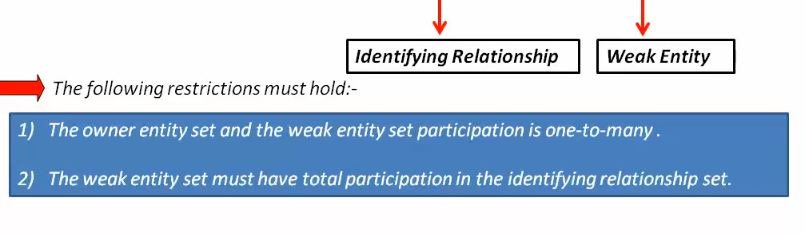 Identifying Relationship Weak Entity
The following restrictions must hold:-
1) The owner entity set and the weak entity set participation is one-to-many .
2) The weak entity set must have total participation in the identifying relationship set.